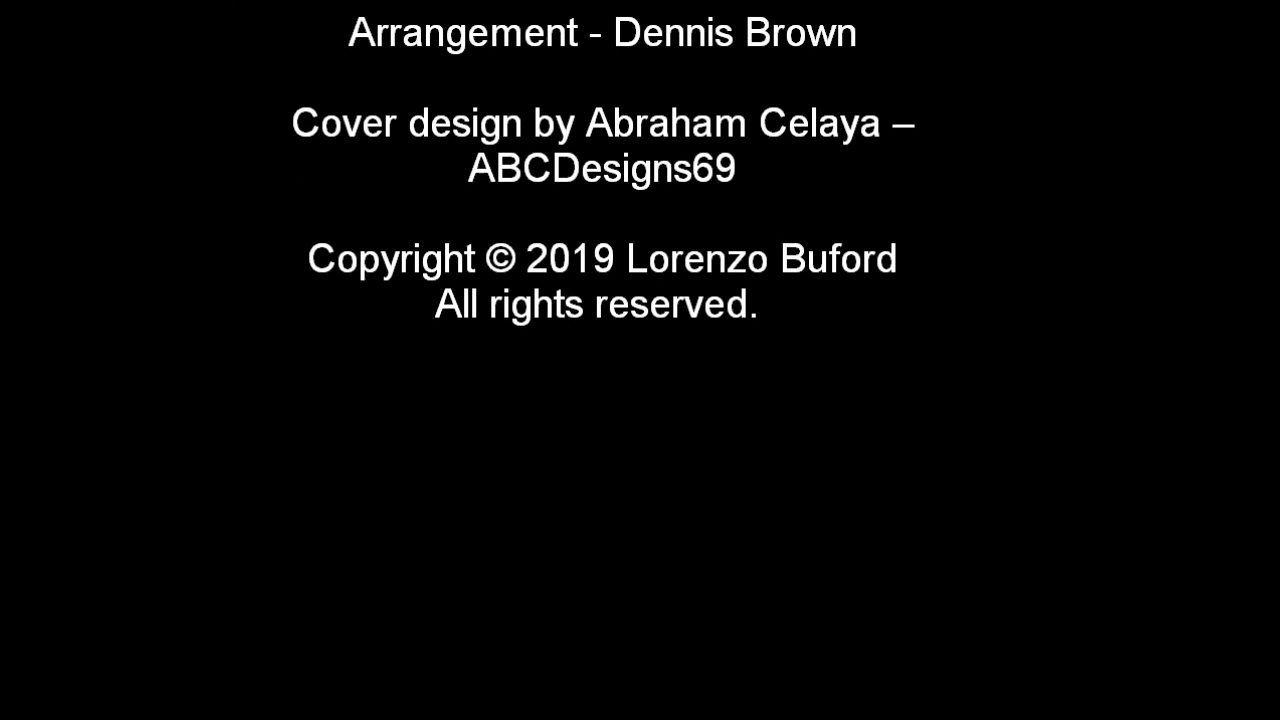 Arrangement - Dennis Brown
Cover design by Abraham Celaya –
ABCDesigns69
Copyright © 2019 Lorenzo Buford
All rights reserved.